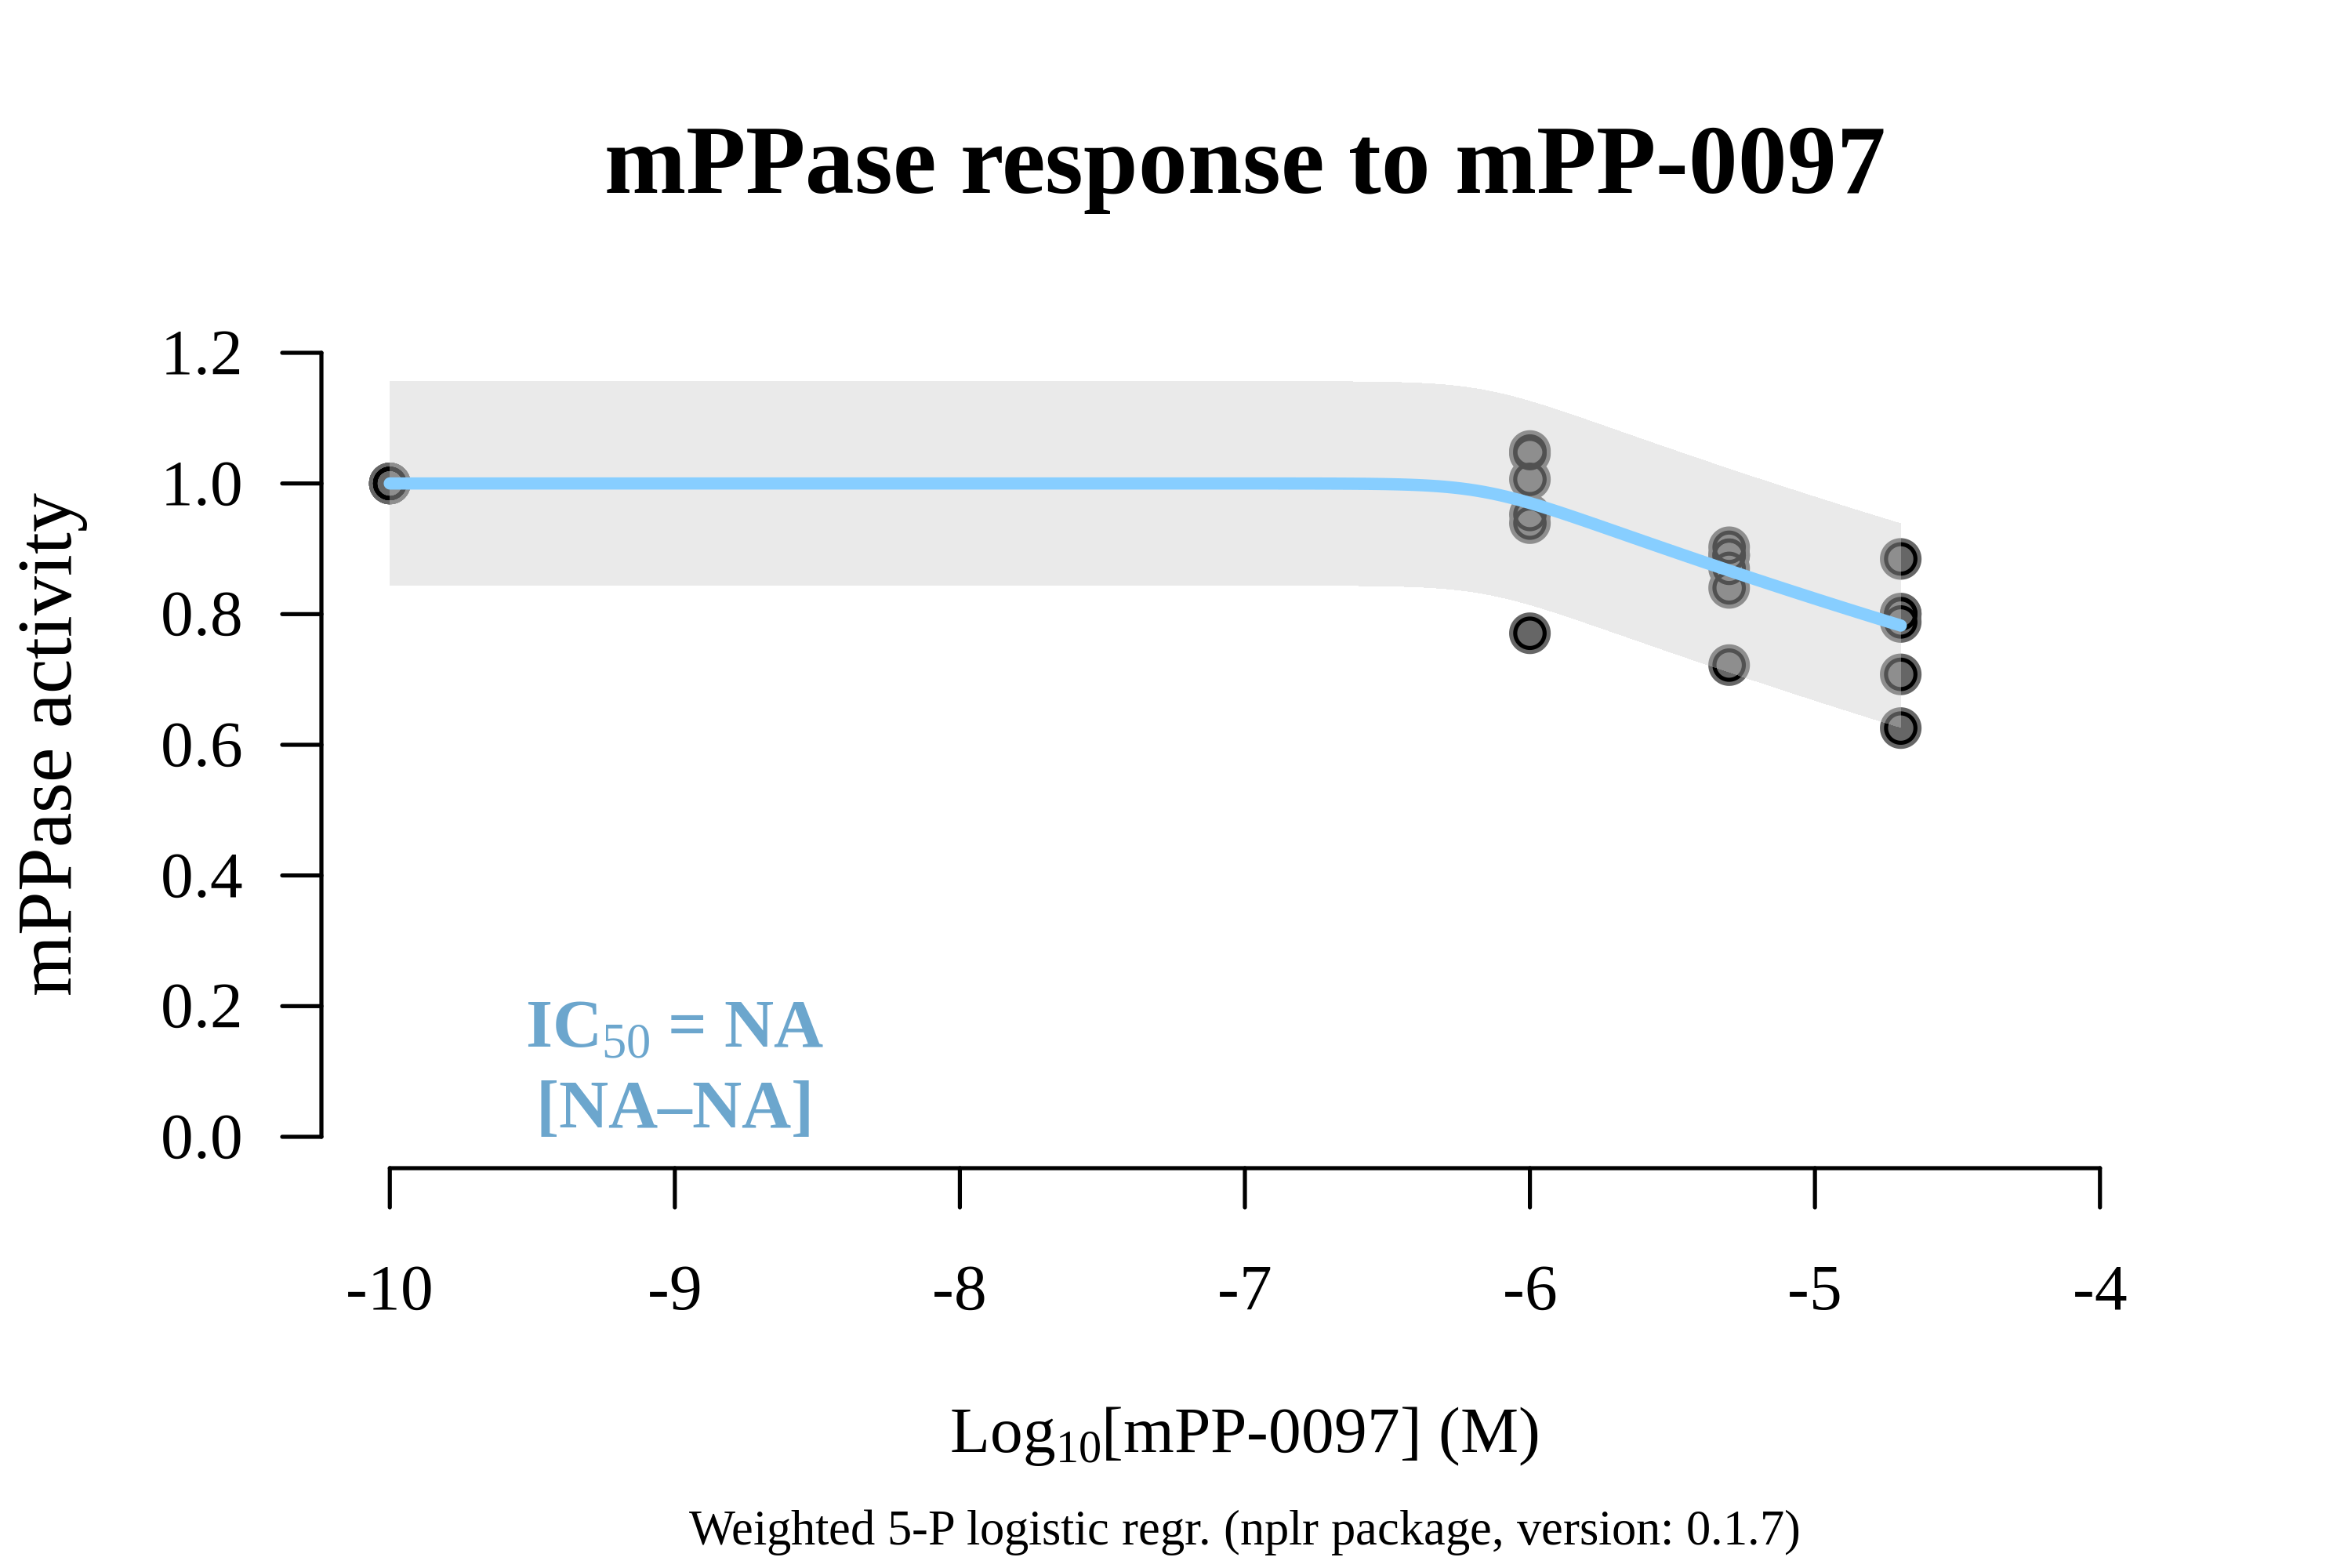 mPPase response to mPP-0097
mPPase activity
1.2
1.0
0.8
0.6
0.4
0.2
0.0
IC50 = NA
[NA–NA]
-10 -9 -8 -7 -6 -5 -4
Log10[mPP-0097] (M)
Weighted 5-P logistic regr. (nplr package, version: 0.1.7)